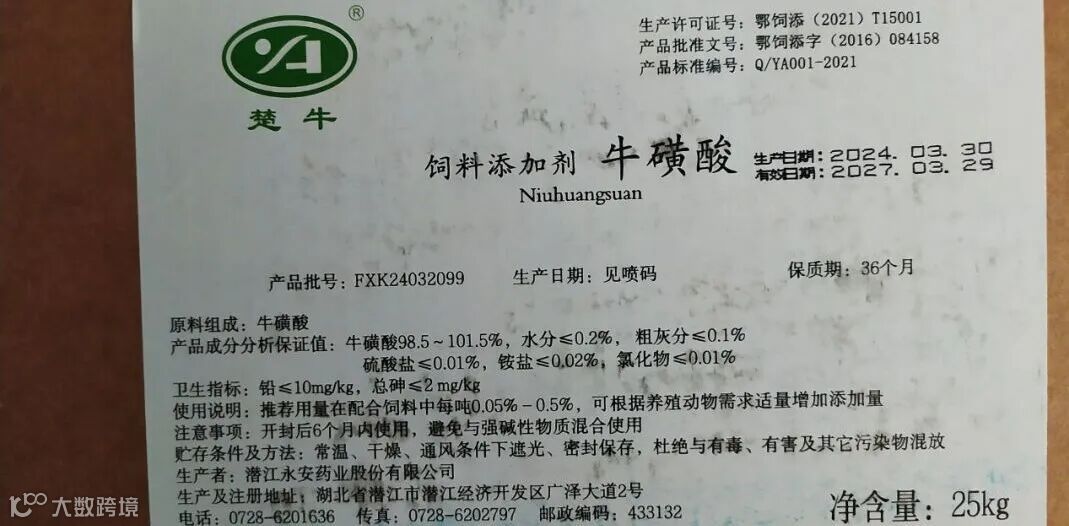 YA®
楚牛
生产许可证号：鄂饲添（2021）T15001
产品批准文号：鄂饲添字（2016）084158
产品标准编号：Q/YA001-2021
饲料添加剂 牛磺酸
Niuhuangsuan
生产日期：2024.03.30
有效日期：2027.03.29
产品批号：FXK24032099 生产日期：见喷码 保质期：36个月
原料组成：牛磺酸
产品成分分析保证值：牛磺酸98.5～101.5%，水分≤0.2%，粗灰分≤0.1%
硫酸盐≤0.01%，铵盐≤0.02%，氯化物≤0.01%
卫生指标：铅≤10mg/kg，总砷≤2mg/kg
使用说明：推荐用量在配合饲料中每吨0.05%－0.5%，可根据养殖动物需求适量增加添加量
注意事项：开封后6个月内使用，避免与强碱性物质混合使用
贮存条件及方法：常温、干燥、通风条件下遮光、密封保存，杜绝与有毒、有害及其它污染物混放
生产者：潜江永安药业股份有限公司
生产及注册地址：湖北省潜江市潜江经济开发区广泽大道2号
电话：0728-6201636 传真：0728-6202797 邮政编码：433132
净含量：25kg
大数跨境